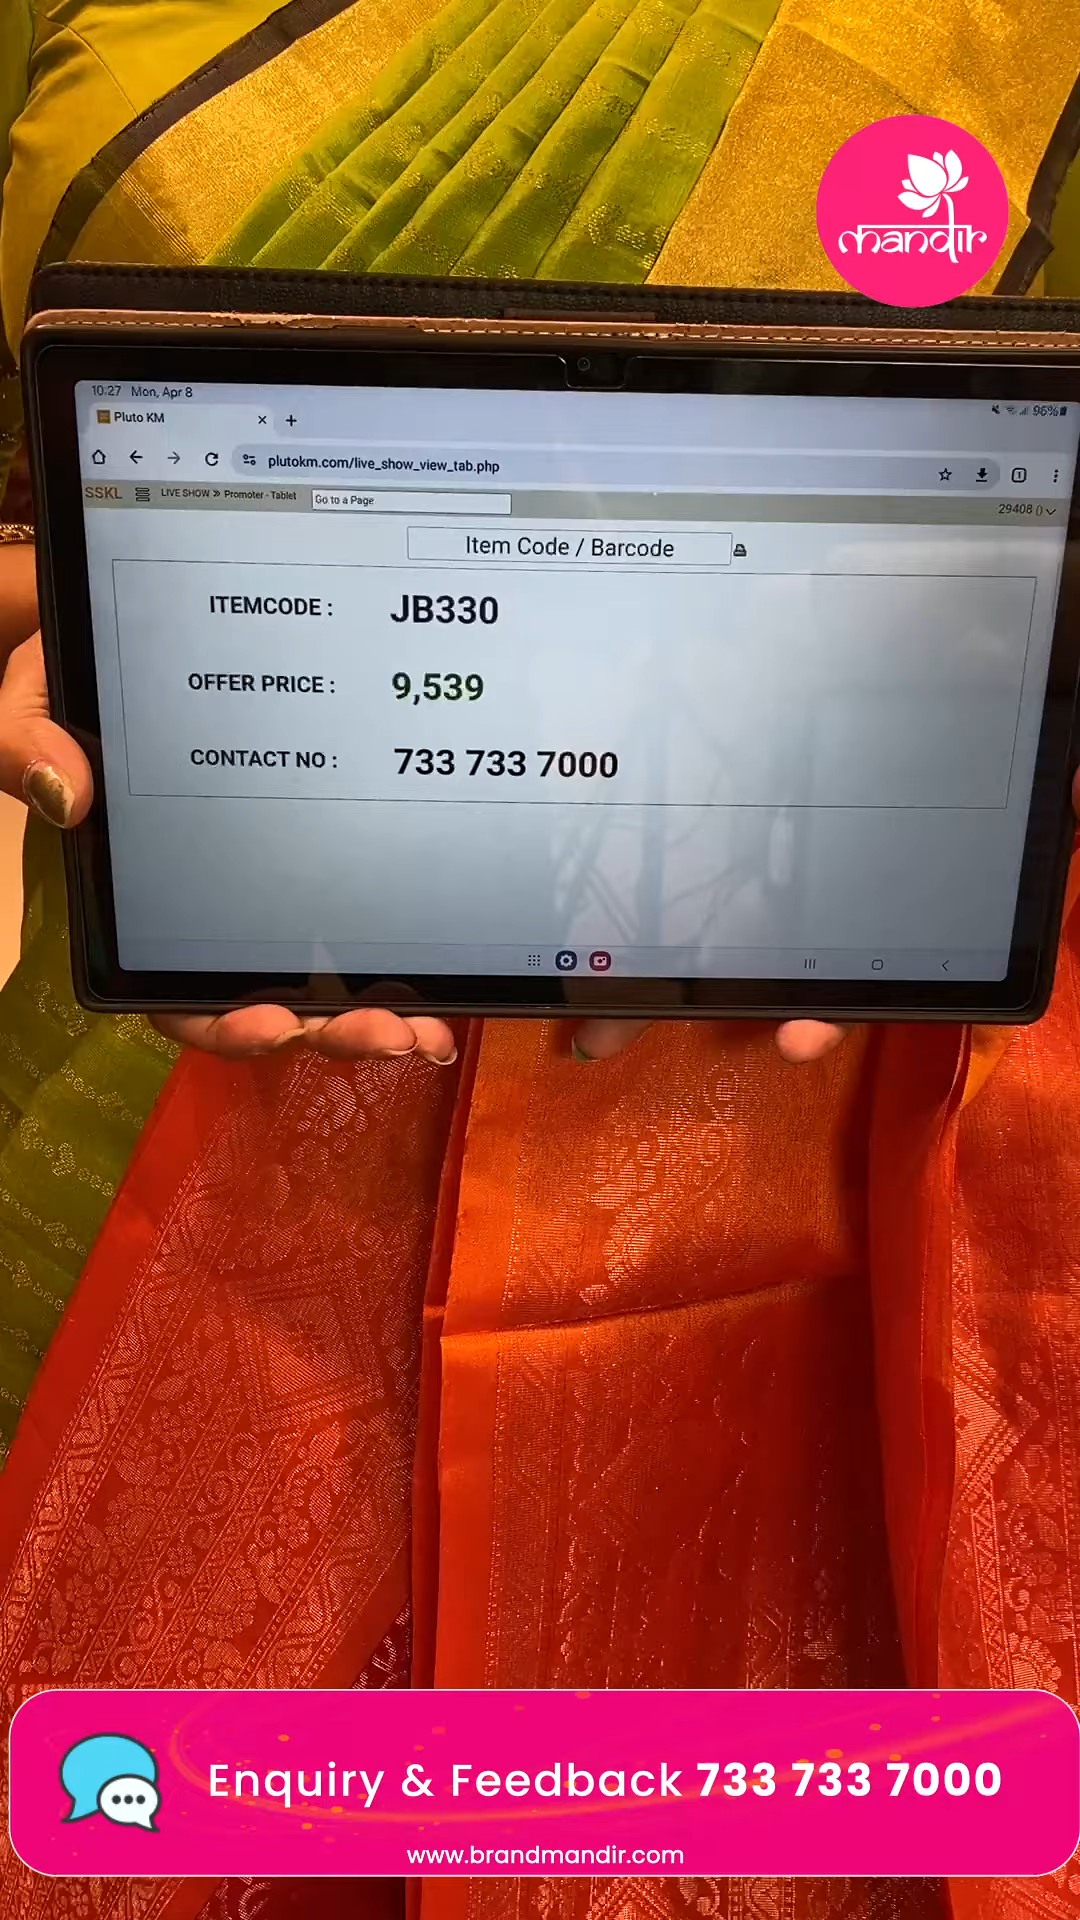 mandir
10:27 Mon, Apr 8
96%
Pluto KM
plutokm.com/live_show_view_tab.php
SSKL LIVE SHOW » Promoter - Tablet Go to a Page
29408 ()
Item Code / Barcode
ITEMCODE : JB330
OFFER PRICE : 9,539
CONTACT NO : 733 733 7000
Enquiry & Feedback 733 733 7000
www.brandmandir.com